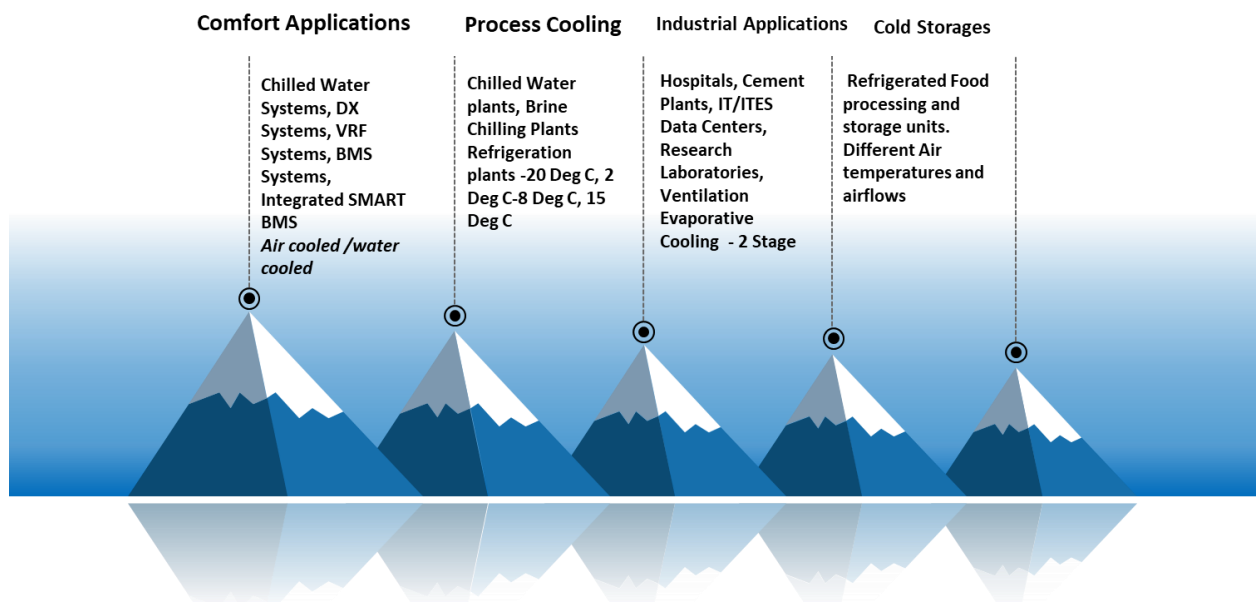 Comfort Applications
Chilled Water
Systems, DX
Systems, VRF
Systems, BMS
Systems,
Integrated SMART
BMS
Air cooled /water
cooled
Process Cooling
Chilled Water
plants, Brine
Chilling Plants
Refrigeration
plants -20 Deg C, 2
Deg C-8 Deg C, 15
Deg C
Industrial Applications
Hospitals, Cement
Plants, IT/ITES
Data Centers,
Research
Laboratories,
Ventilation
Evaporative
Cooling - 2 Stage
Cold Storages
Refrigerated Food
processing and
storage units.
Different Air
temperatures and
airflows